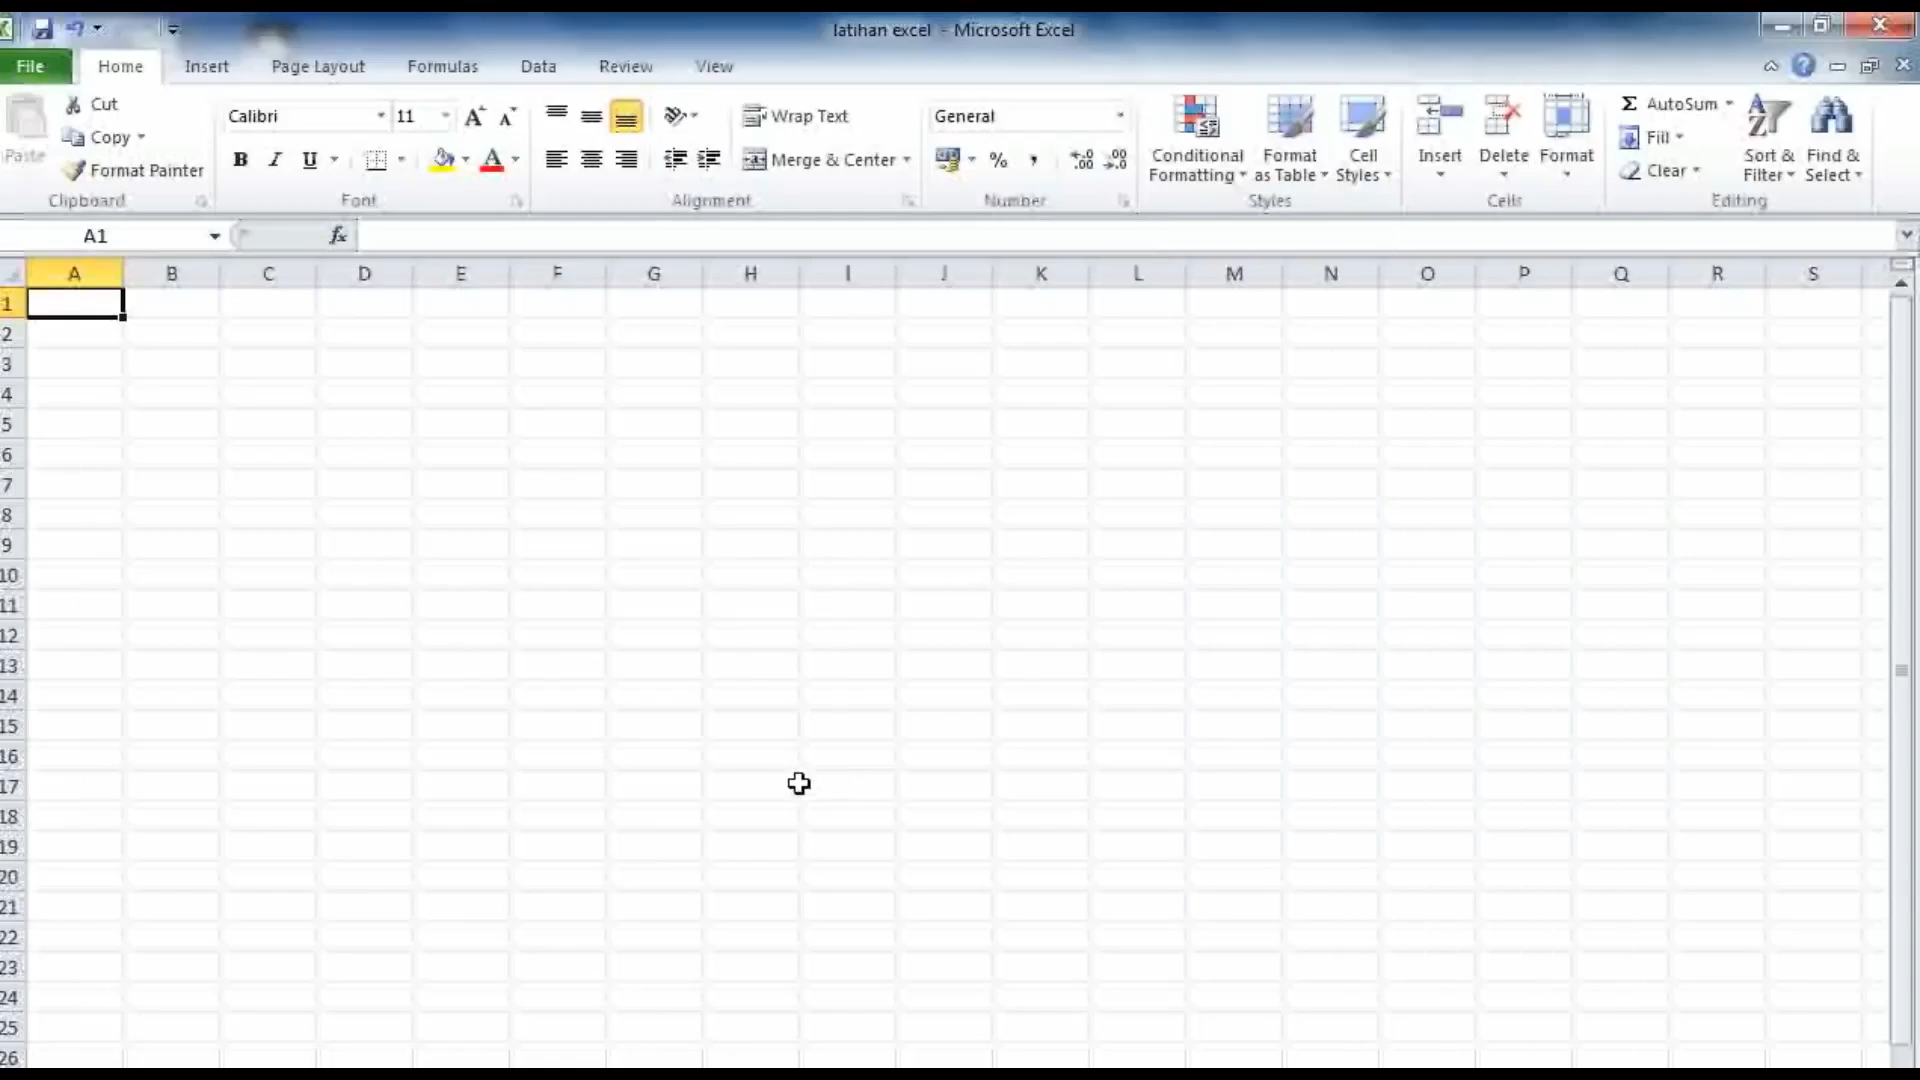 latihan excel - Microsoft Excel
File Home Insert Page Layout Formulas Data Review View
Cut
Copy
Format Painter
Paste
Clipboard
Calibri 11
B I U
Font
Wrap Text
Merge & Center
Alignment
General
% ,
Number
Conditional Formatting
Format as Table
Cell Styles
Styles
Insert Delete Format
Cells
Σ AutoSum
Fill
Clear
Sort & Filter
Find & Select
Editing
A1 fx
A B C D E F G H I J K L M N O P Q R S
1
2
3
4
5
6
7
8
9
10
11
12
13
14
15
16
17
18
19
20
21
22
23
24
25
26